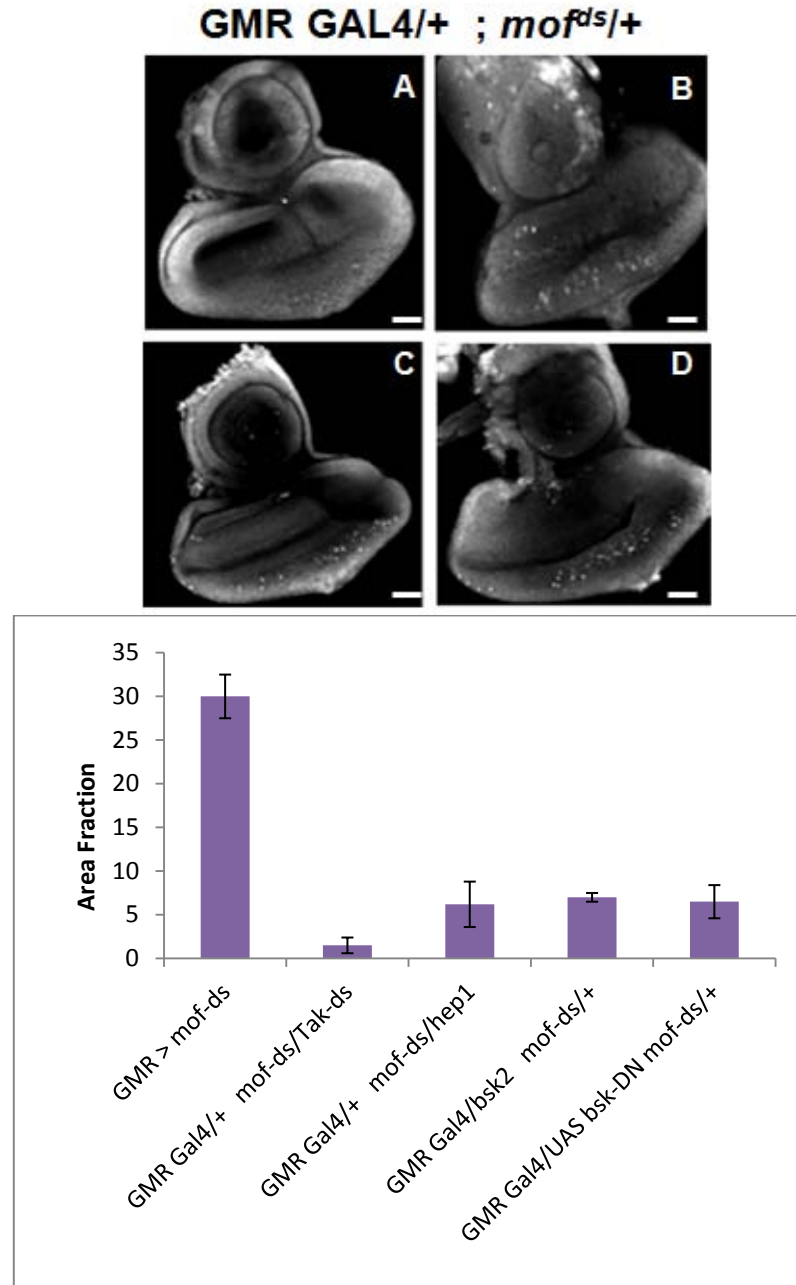 GMR GAL4/+ ; mofds/+
A
B
C
D
35
30
25
20
15
10
5
0
Area Fraction
GMR > mof-ds
GMR Gal4/+ mof-ds/Tak-ds
GMR Gal4/+ mof-ds/hep1
GMR Gal4/bsk2 mof-ds/+
GMR Gal4/UAS bsk-DN mof-ds/+